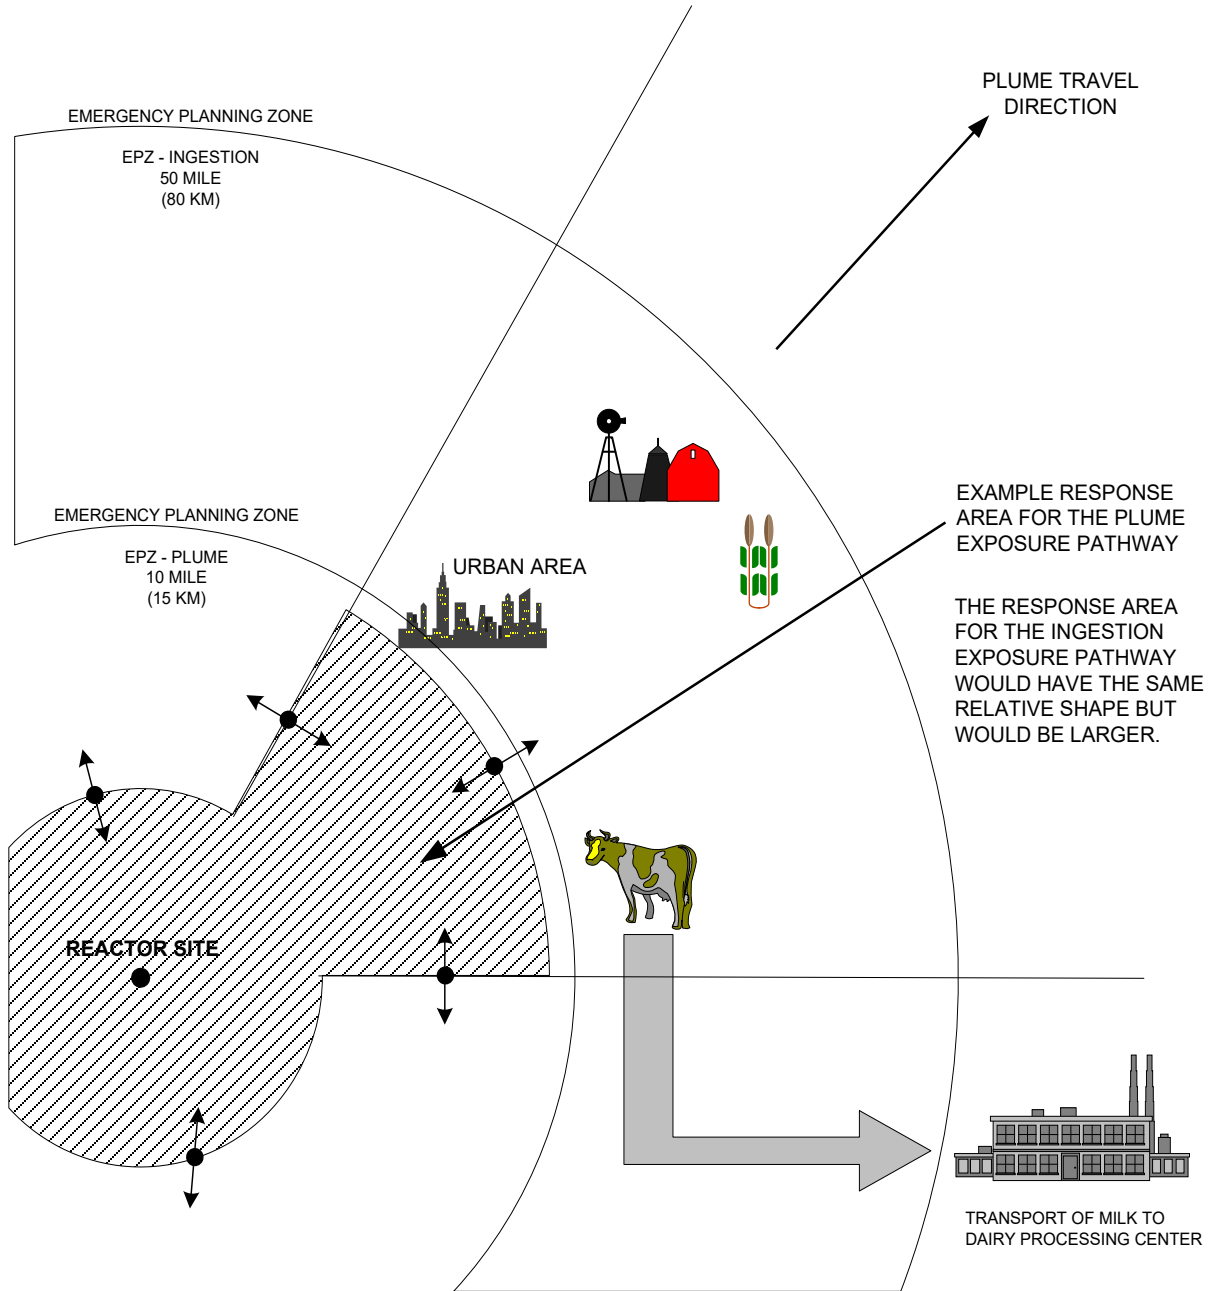 PLUME TRAVEL
DIRECTION
EMERGENCY PLANNING ZONE
EPZ - INGESTION
50 MILE
(80 KM)
EXAMPLE RESPONSE
AREA FOR THE PLUME
EXPOSURE PATHWAY
EMERGENCY PLANNING ZONE
EPZ - PLUME
10 MILE
(15 KM)
URBAN AREA
THE RESPONSE AREA
FOR THE INGESTION
EXPOSURE PATHWAY
WOULD HAVE THE SAME
RELATIVE SHAPE BUT
WOULD BE LARGER.
REACTOR SITE
TRANSPORT OF MILK TO
DAIRY PROCESSING CENTER